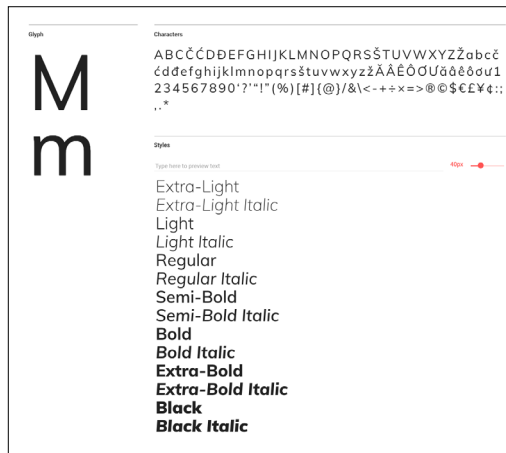 Glyph
M
m
Characters
ABCČĆDĐEFGHIJKLMNOPQRSŠTUVWXYZŽabcč
ćdđefghijklmnopqrsštuvwxyzžĂÂÊÔƠƯăâêôơư1
234567890‘?’“!”(%)[#]{@}/&\<-+÷×=>®©$€£¥¢:;
,.*
Styles
Type here to preview text
40px
Extra-Light
Extra-Light Italic
Light
Light Italic
Regular
Regular Italic
Semi-Bold
Semi-Bold Italic
Bold
Bold Italic
Extra-Bold
Extra-Bold Italic
Black
Black Italic